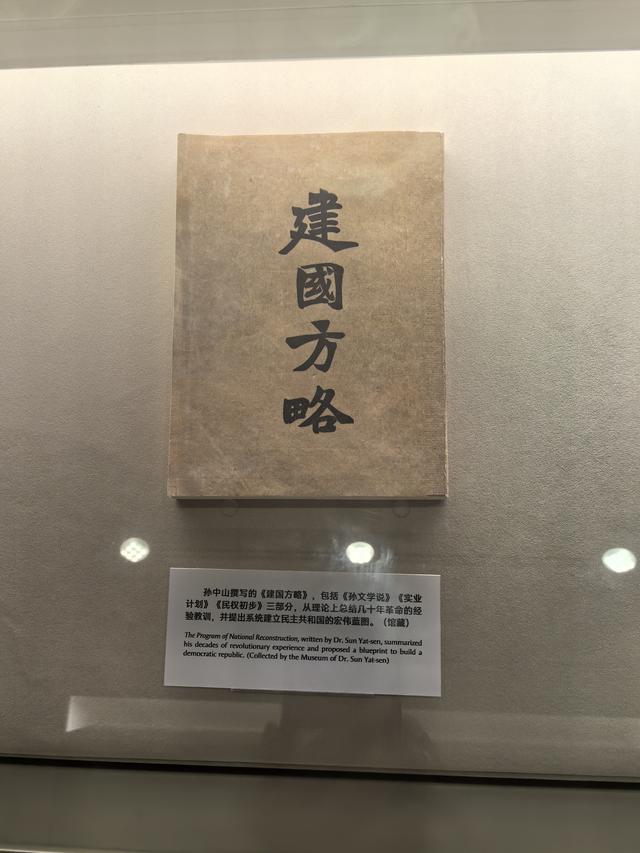 建國方略
孙中山撰写的《建国方略》，包括《孙文学说》《实业
计划》《民权初步》三部分，从理论上总结几十年革命的经
验教训，并提出系统建立民主共和国的宏伟蓝图。（馆藏）
The Program of National Reconstruction, written by Dr. Sun Yat-sen, summarized
his decades of revolutionary experience and proposed a blueprint to build a
democratic republic. (Collected by the Museum of Dr. Sun Yat-sen)